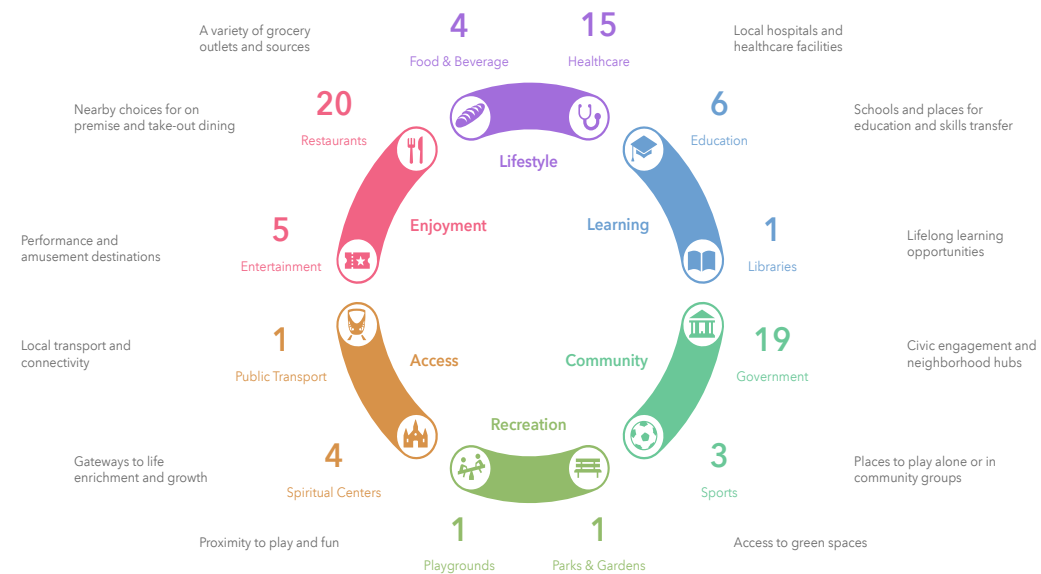 4
15
A variety of grocery
outlets and sources
Local hospitals and
healthcare facilities
Food & Beverage
Healthcare
20
6
Nearby choices for on
premise and take-out dining
Schools and places for
education and skills transfer
Restaurants
Education
Lifestyle
Enjoyment
Learning
5
1
Performance and
amusement destinations
Lifelong learning
opportunities
Entertainment
Libraries
1
19
Local transport and
connectivity
Civic engagement and
neighborhood hubs
Access
Community
Public Transport
Government
Recreation
4
3
Gateways to life
enrichment and growth
Places to play alone or in
community groups
Spiritual Centers
Sports
1
1
Proximity to play and fun
Access to green spaces
Playgrounds
Parks & Gardens